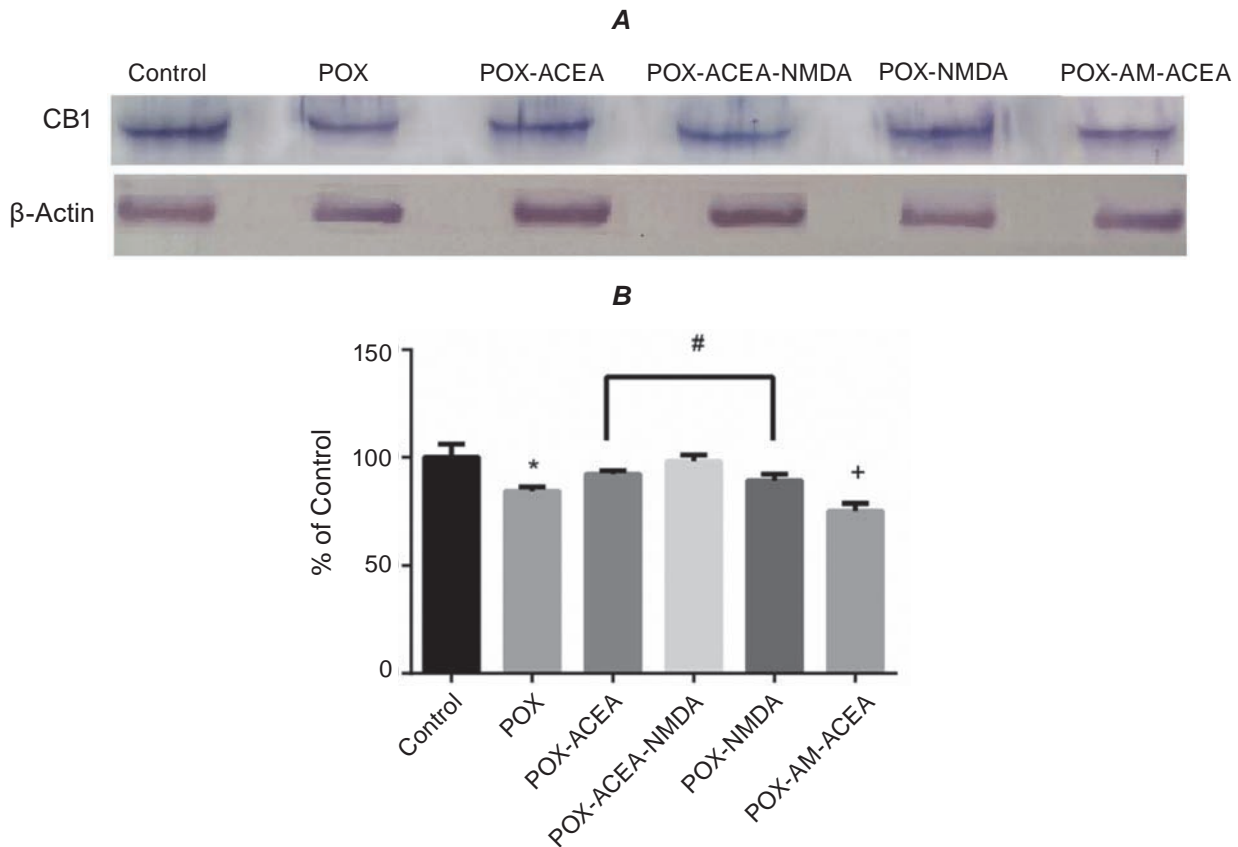 A
Control POX POX-ACEA POX-ACEA-NMDA POX-NMDA POX-AM-ACEA
CB1
β-Actin
B
150
100
50
0
% of Control
#
*
+
Control
POX
POX-ACEA
POX-ACEA-NMDA
POX-NMDA
POX-AM-ACEA